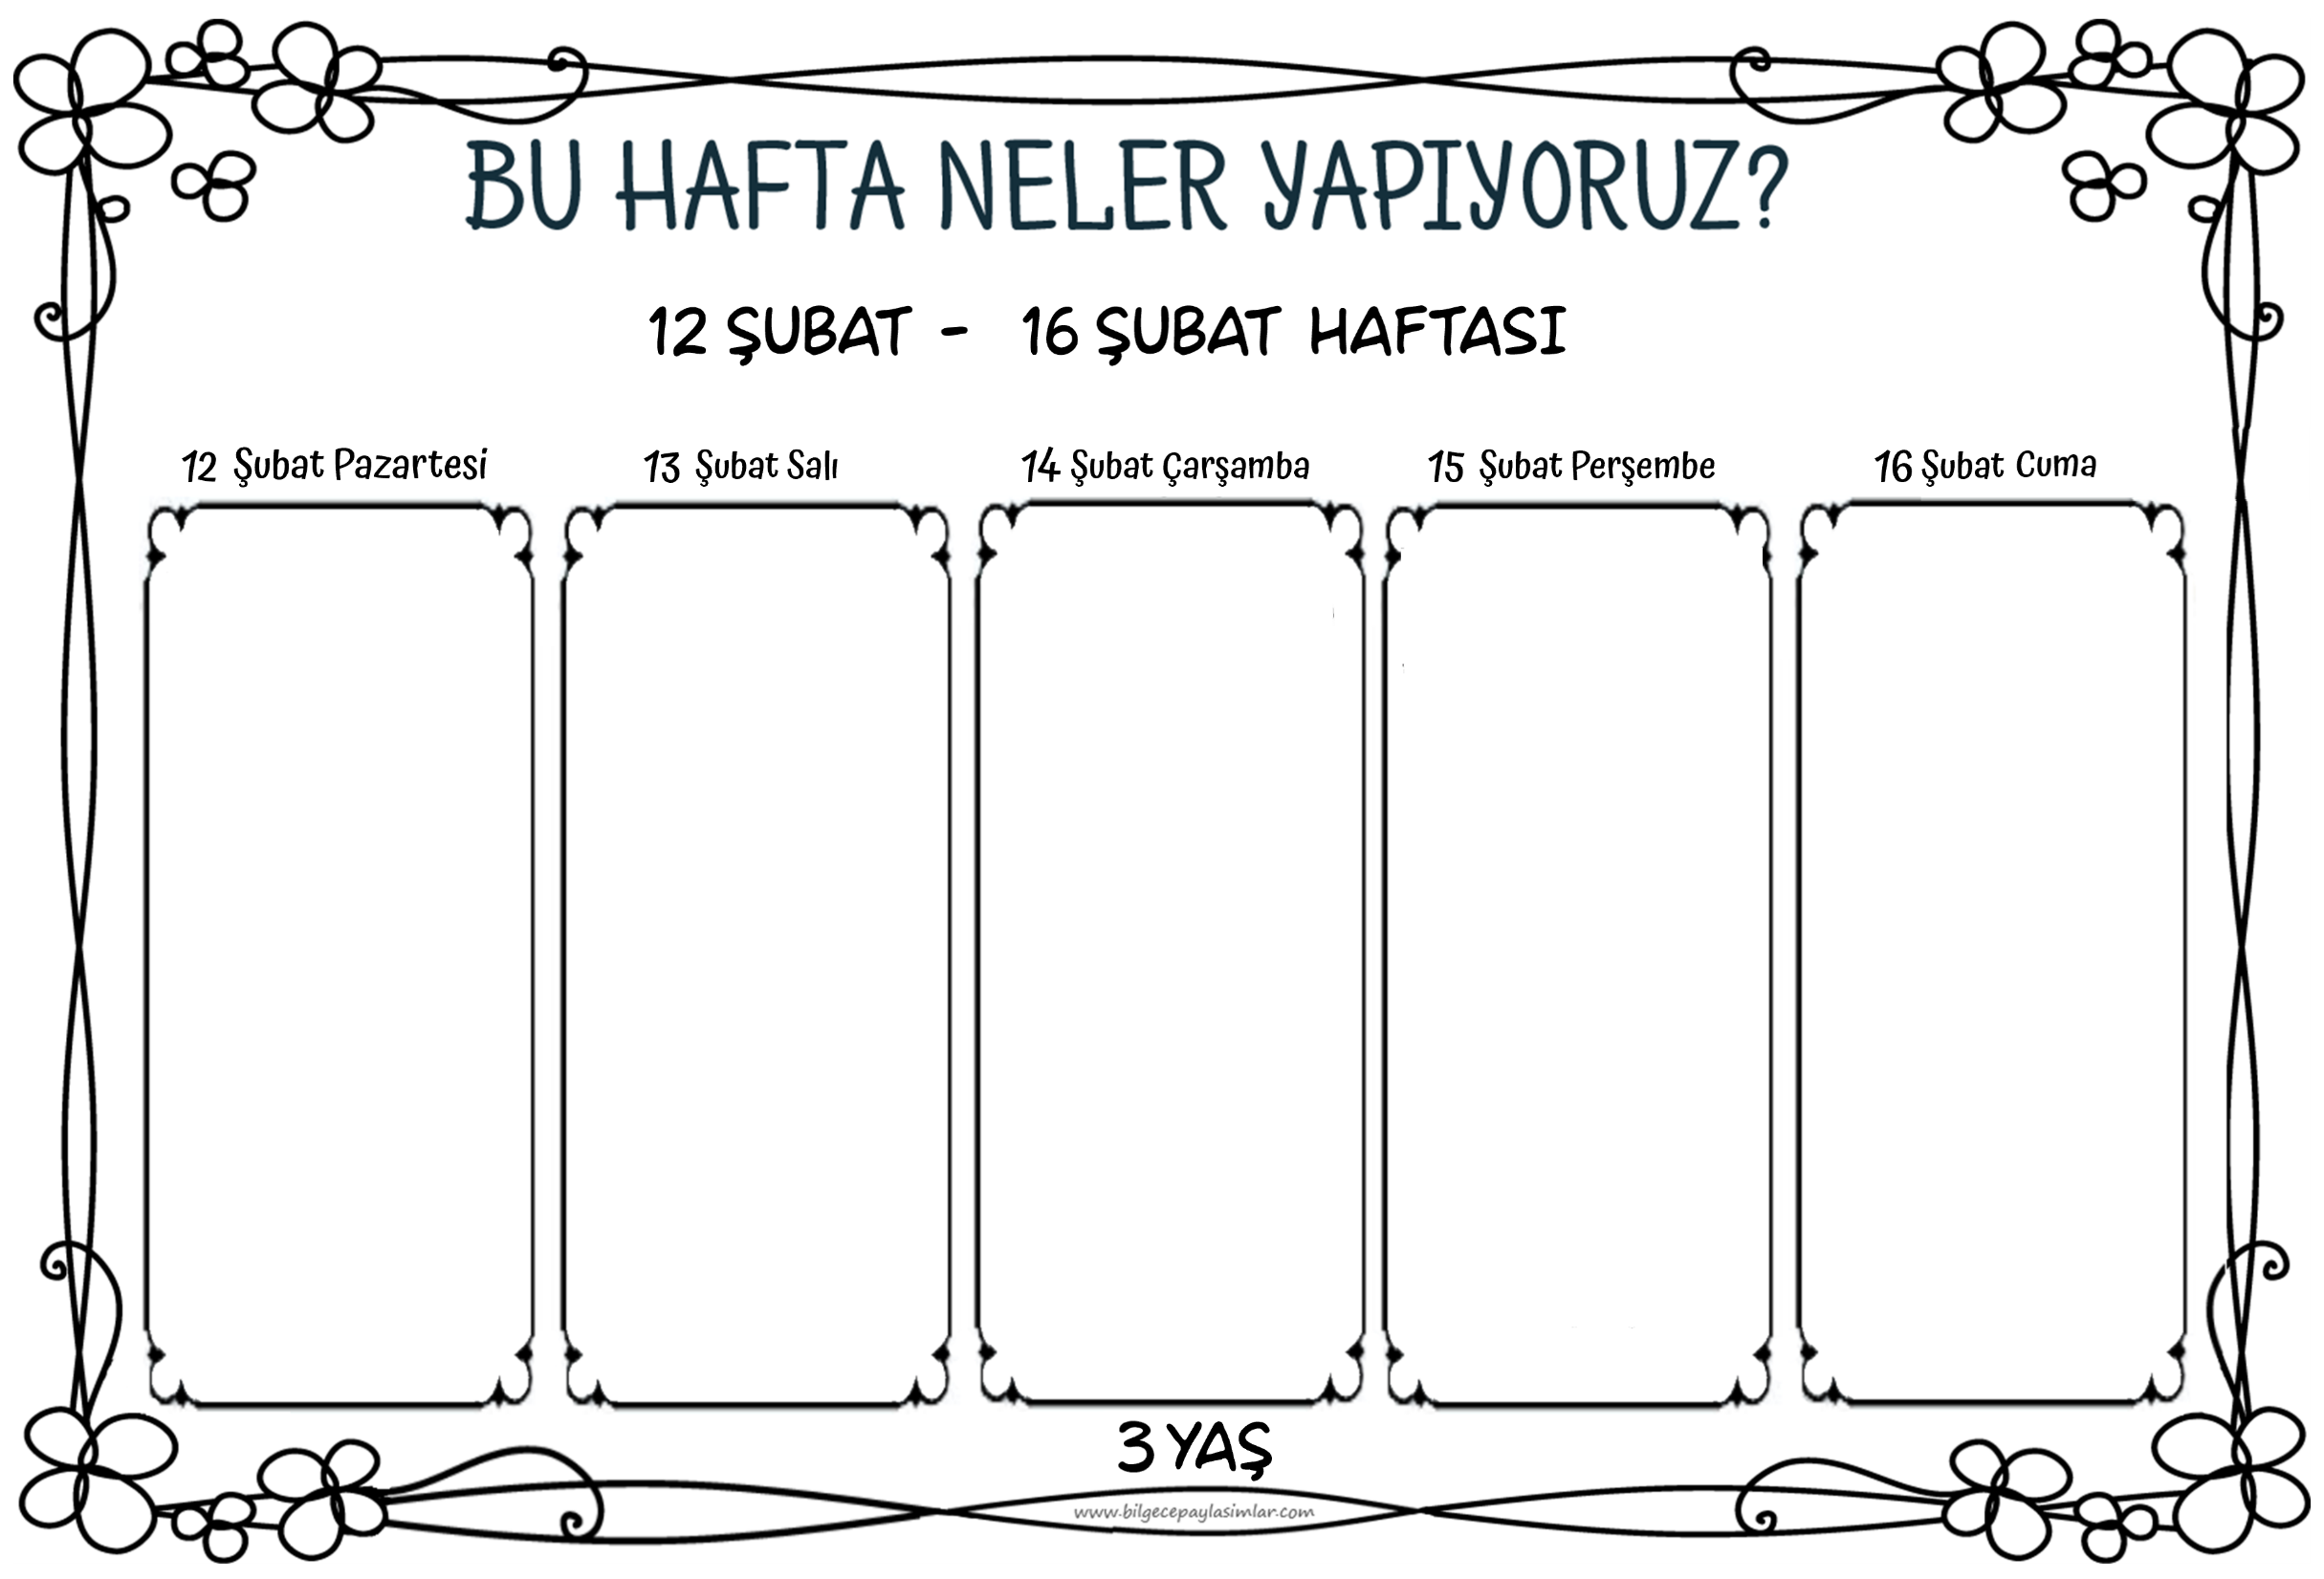 BU HAFTA NELER YAPIYORUZ?
12 ŞUBAT - 16 ŞUBAT HAFTASI
12 Şubat Pazartesi
13 Şubat Salı
14 Şubat Çarşamba
15 Şubat Perşembe
16 Şubat Cuma
3 YAŞ
www.bilgecepaylasimlar.com